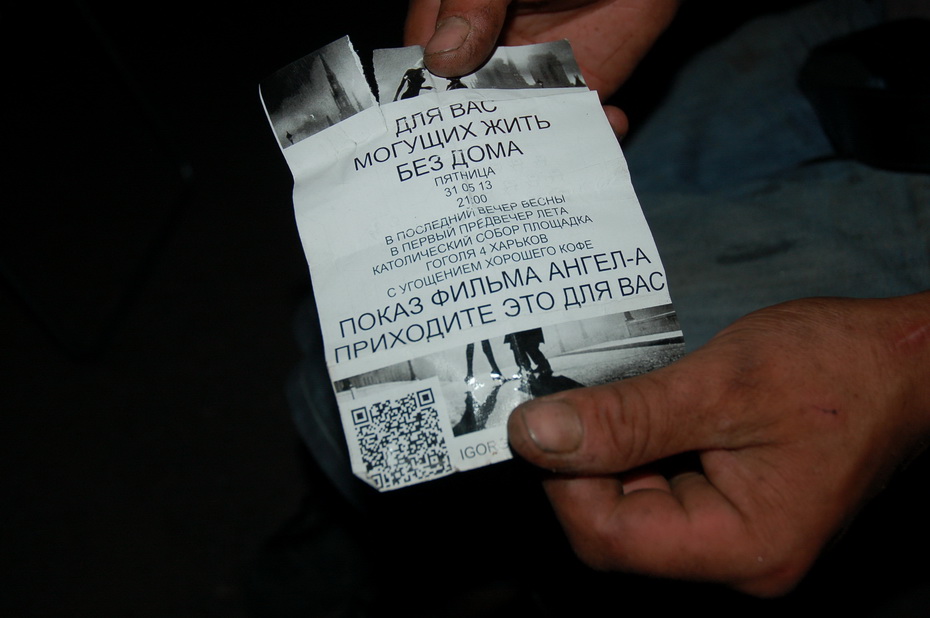 ДЛЯ ВАС
МОГУЩИХ ЖИТЬ
БЕЗ ДОМА
ПЯТНИЦА
31 05 13
21:00
В ПОСЛЕДНИЙ ВЕЧЕР ВЕСНЫ
В ПЕРВЫЙ ПРЕДВЕЧЕР ЛЕТА
КАТОЛИЧЕСКИЙ СОБОР ПЛОЩАДКА
ГОГОЛЯ 4 ХАРЬКОВ
С УГОЩЕНИЕМ ХОРОШЕГО КОФЕ
ПОКАЗ ФИЛЬМА АНГЕЛ-А
ПРИХОДИТЕ ЭТО ДЛЯ ВАС
IGOR